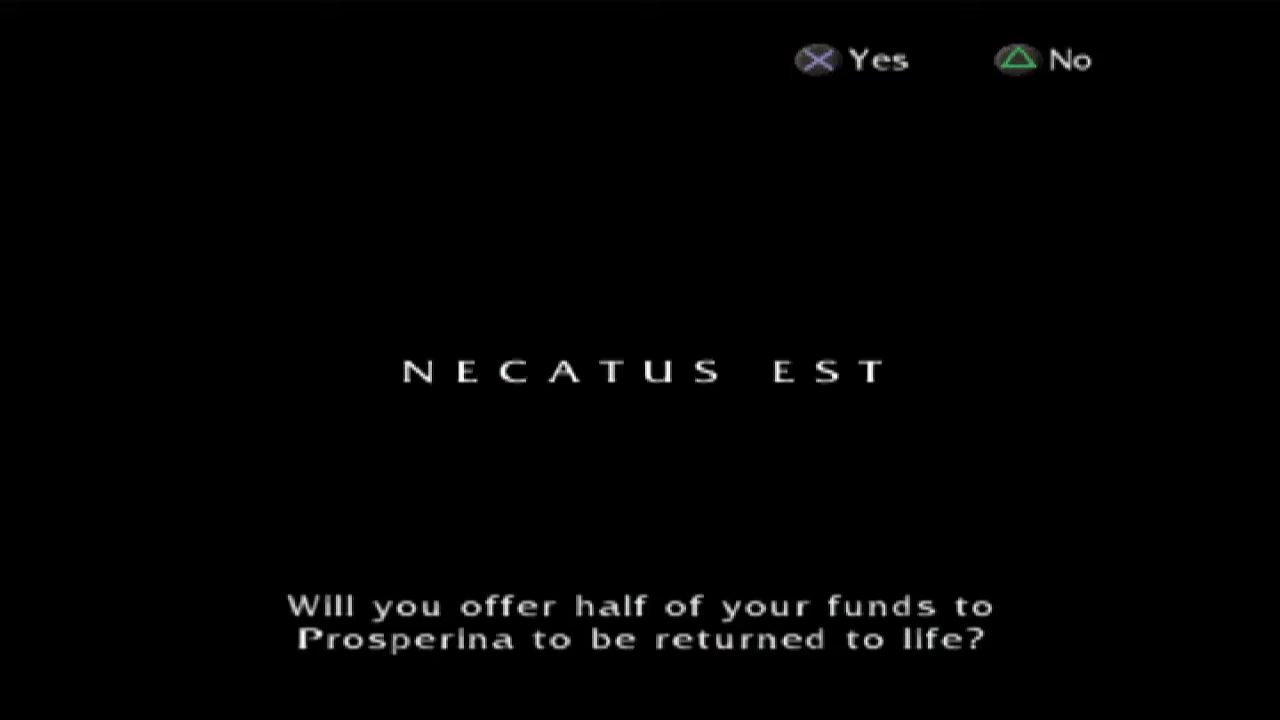 Yes No
NECATUS EST
Will you offer half of your funds to
Prosperina to be returned to life?